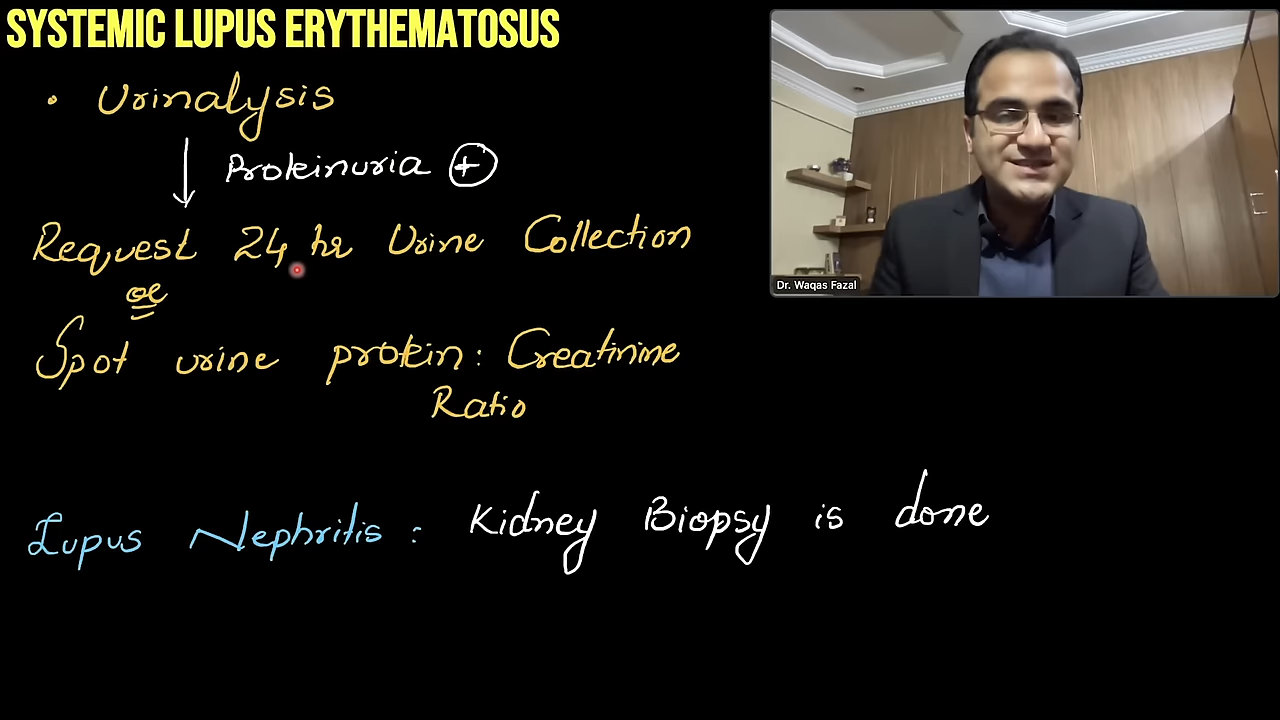 SYSTEMIC LUPUS ERYTHEMATOSUS
• Urinalysis
↓ Proteinuria (+)
Request 24 hr Urine Collection
or
Spot urine protein: Creatinine
Ratio
Lupus Nephritis: Kidney Biopsy is done
Dr. Waqas Fazal